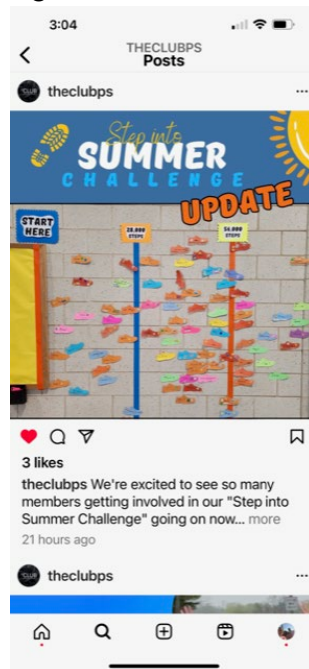 3:04
THECLUBPS
Posts
theclubps
Step into
SUMMER
CHALLENGE
UPDATE
START
HERE
28,000
STEPS
56,000
STEPS
3 likes
theclubps We're excited to see so many
members getting involved in our "Step into
Summer Challenge" going on now... more
21 hours ago
theclubps